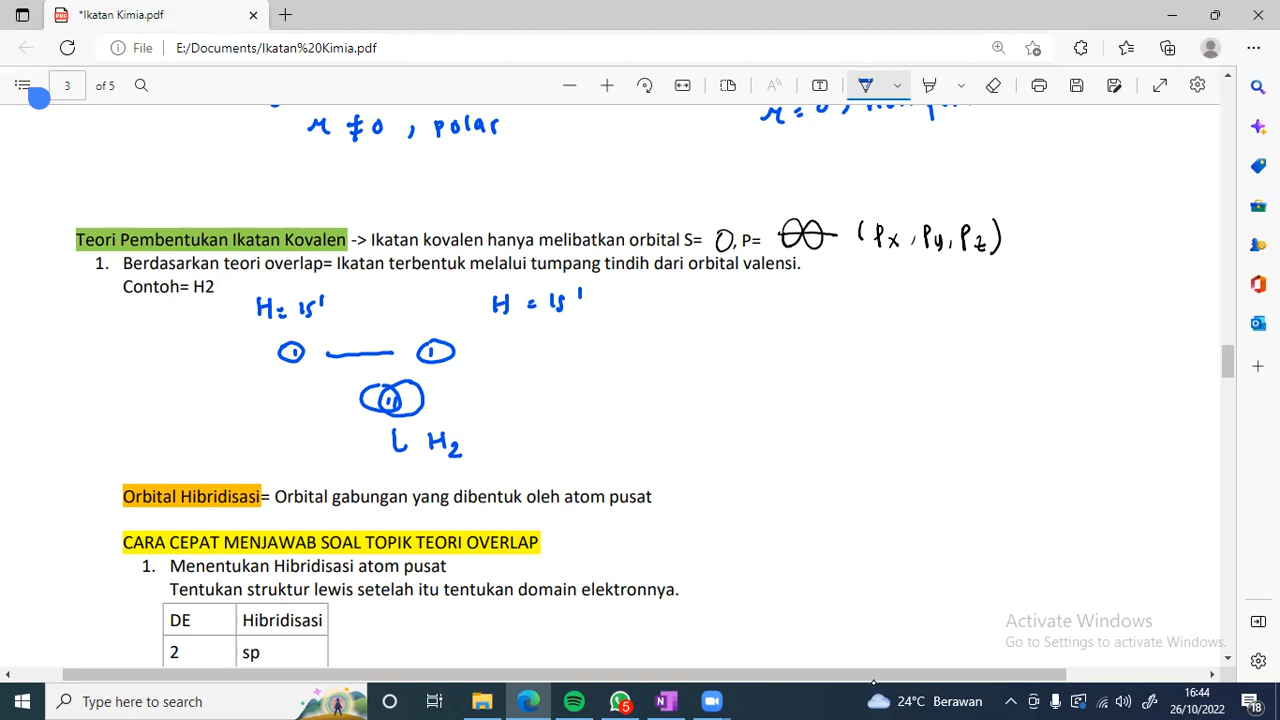 *Ikatan Kimia.pdf
File E:/Documents/Ikatan%20Kimia.pdf
3 of 5
μ ≠ 0 , polar
μ = 0 ,
Teori Pembentukan Ikatan Kovalen -> Ikatan kovalen hanya melibatkan orbital S= , P= (Px , Py, Pz)
1. Berdasarkan teori overlap= Ikatan terbentuk melalui tumpang tindih dari orbital valensi.
Contoh= H2
H = 1s¹ H = 1s¹
H₂
Orbital Hibridisasi= Orbital gabungan yang dibentuk oleh atom pusat
CARA CEPAT MENJAWAB SOAL TOPIK TEORI OVERLAP
1. Menentukan Hibridisasi atom pusat
Tentukan struktur lewis setelah itu tentukan domain elektronnya.
DE Hibridisasi
2 sp
Activate Windows
Go to Settings to activate Windows.
Type here to search
5
24°C Berawan
16:44
26/10/2022
18